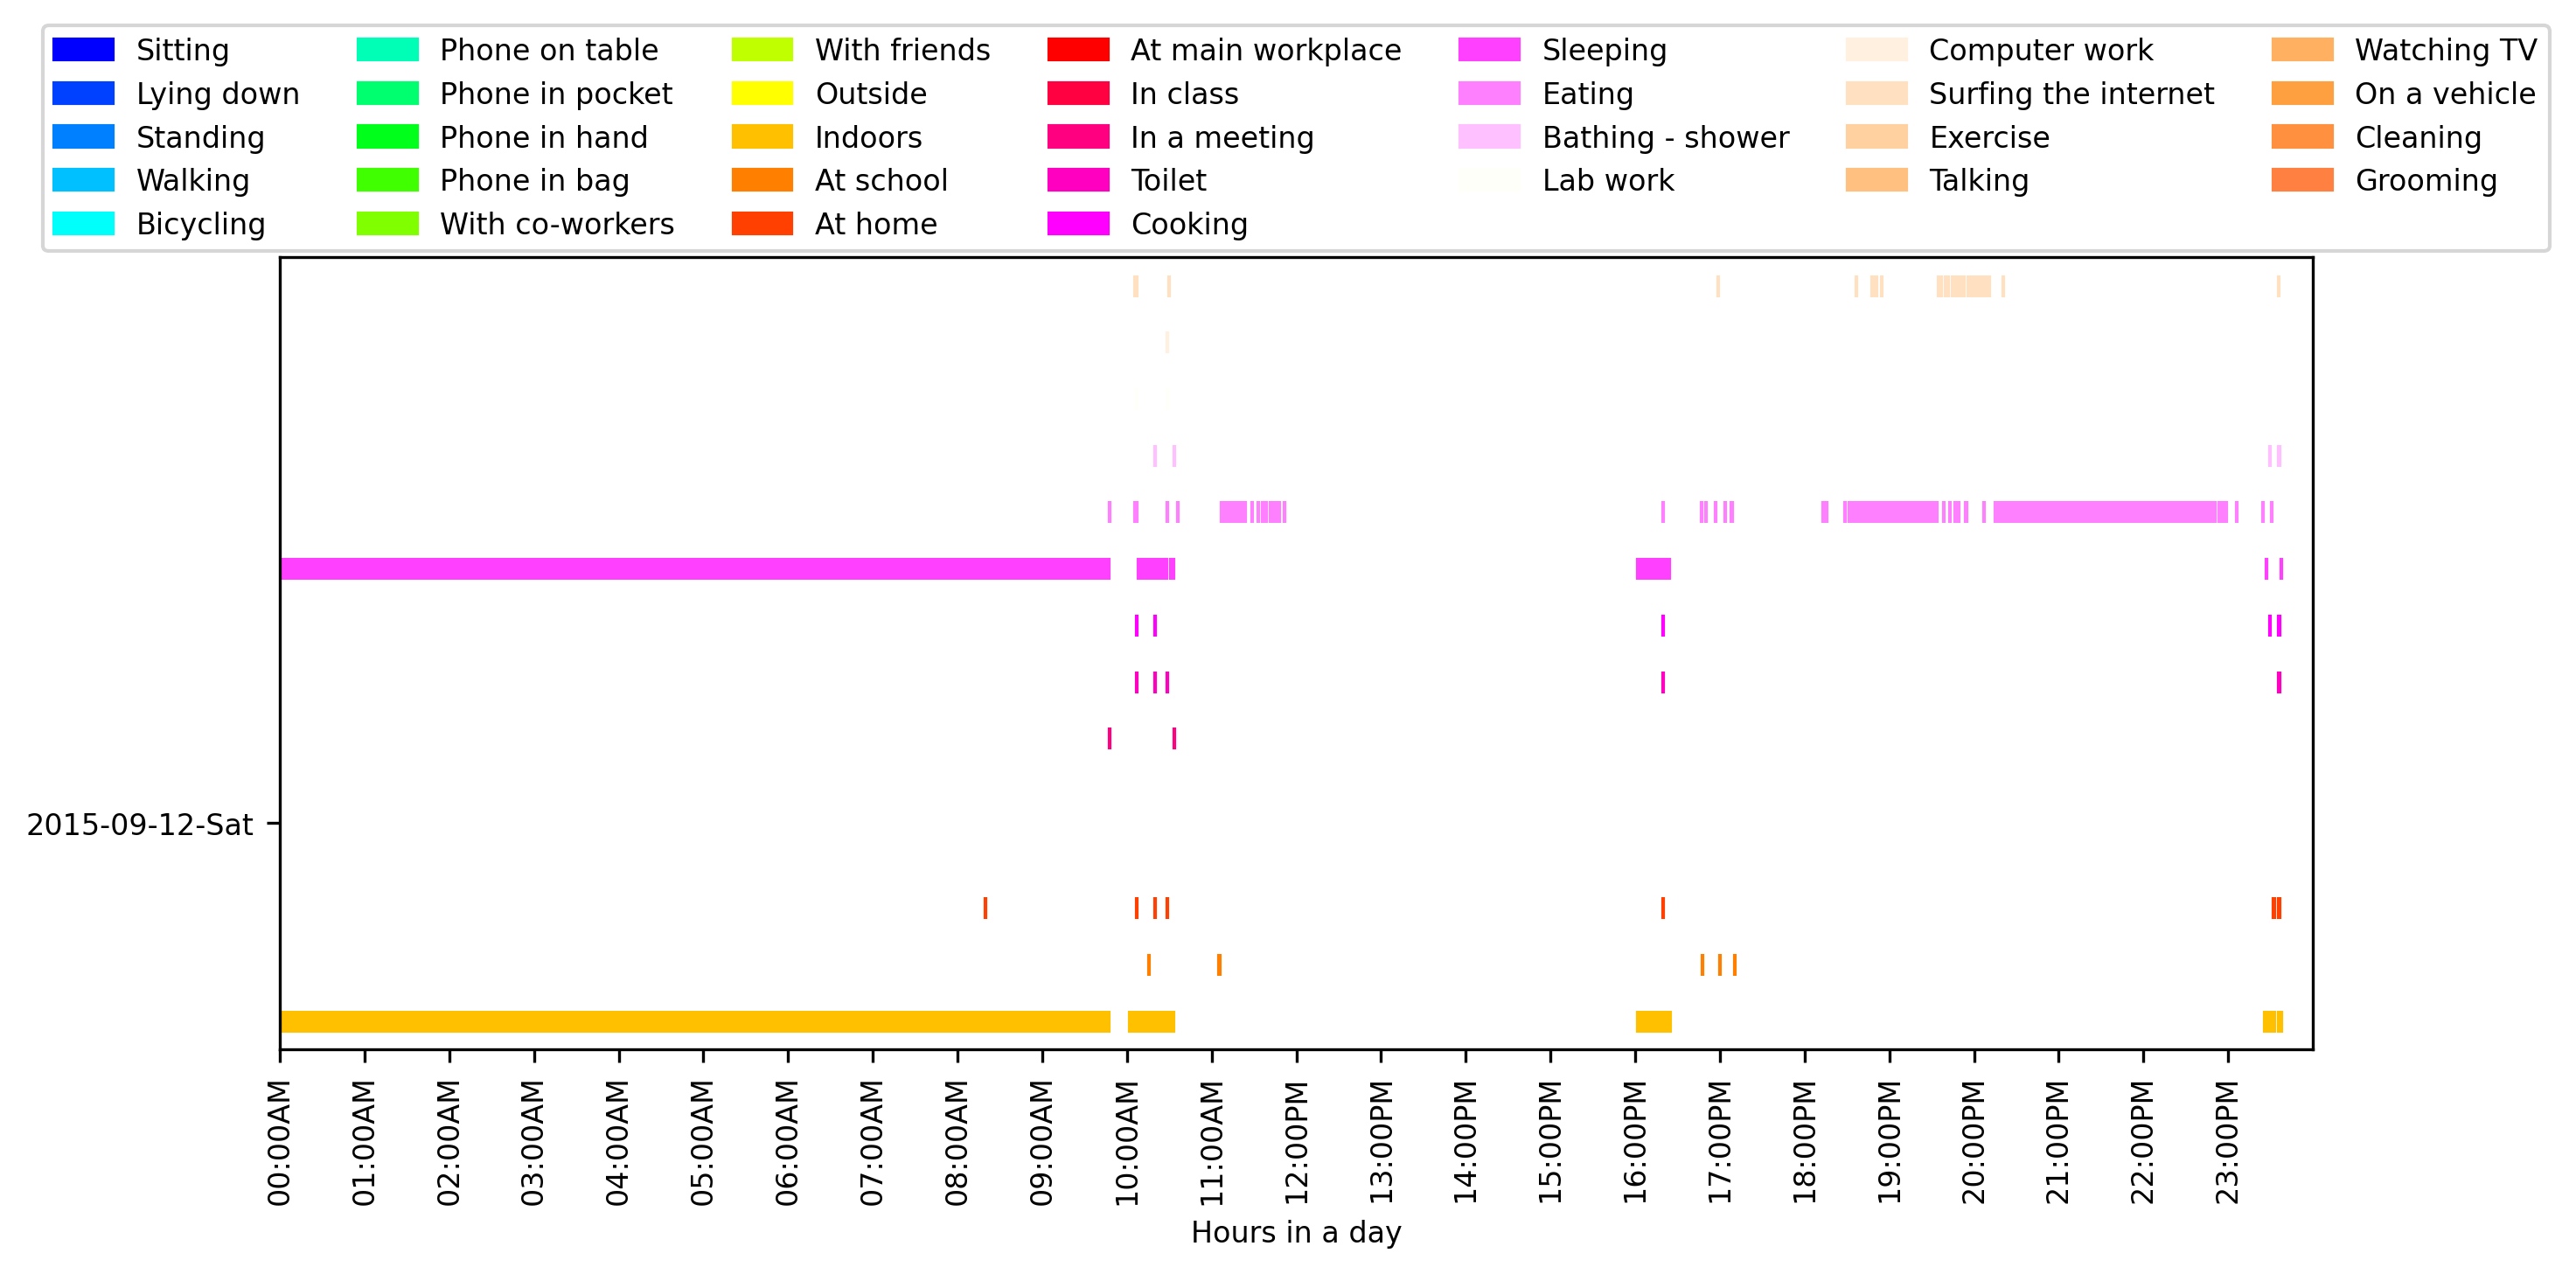 Sitting
Lying down
Standing
Walking
Bicycling
Phone on table
Phone in pocket
Phone in hand
Phone in bag
With co-workers
With friends
Outside
Indoors
At school
At home
At main workplace
In class
In a meeting
Toilet
Cooking
Sleeping
Eating
Bathing - shower
Lab work
Computer work
Surfing the internet
Exercise
Talking
Watching TV
On a vehicle
Cleaning
Grooming
2015-09-12-Sat
00:00AM
01:00AM
02:00AM
03:00AM
04:00AM
05:00AM
06:00AM
07:00AM
08:00AM
09:00AM
10:00AM
11:00AM
12:00PM
13:00PM
14:00PM
15:00PM
16:00PM
17:00PM
18:00PM
19:00PM
20:00PM
21:00PM
22:00PM
23:00PM
Hours in a day